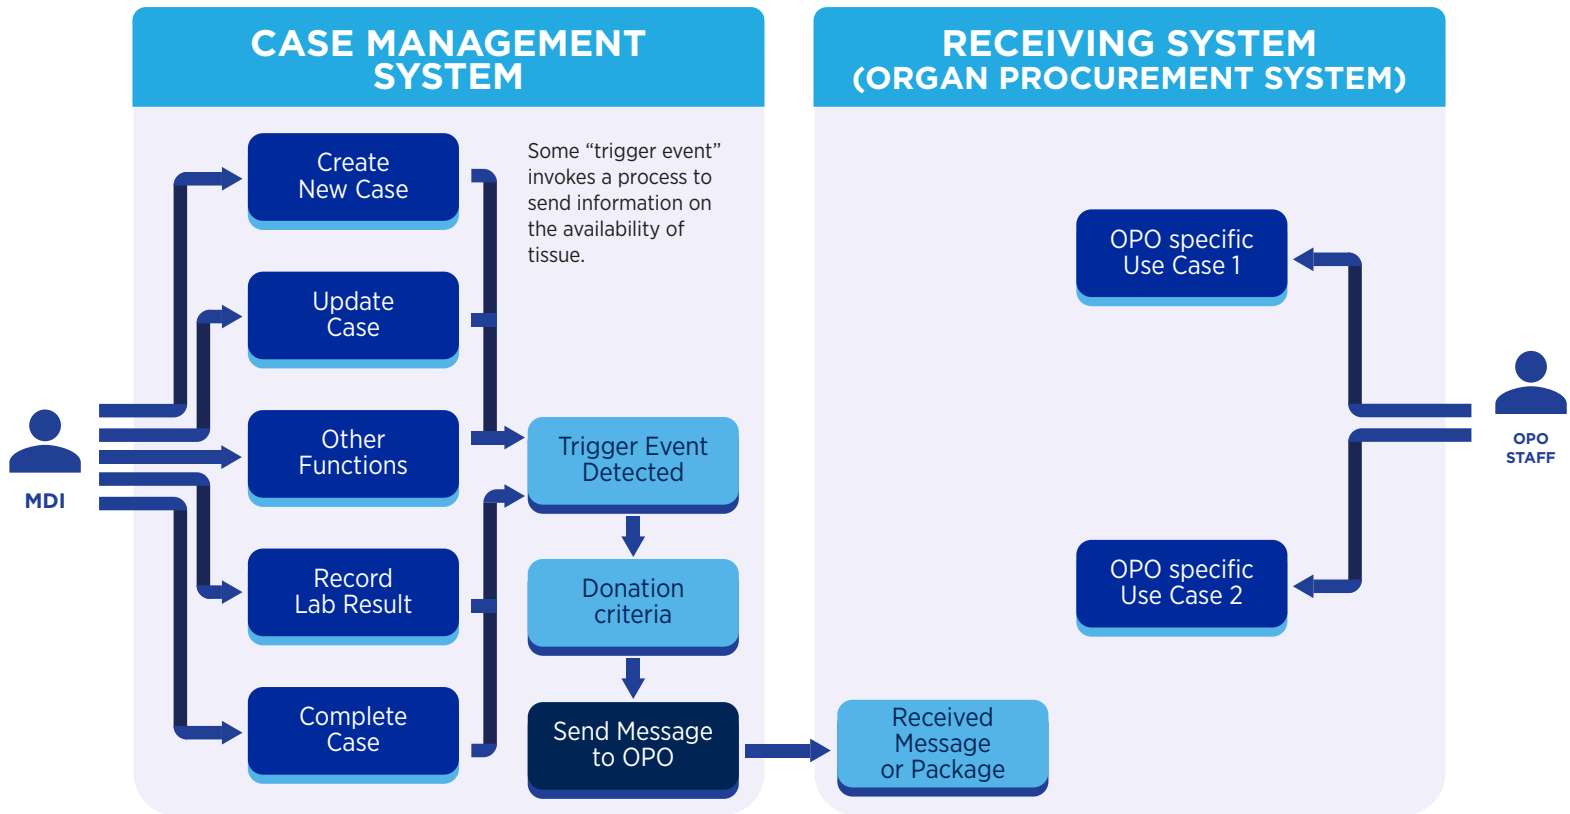 CASE MANAGEMENT
SYSTEM
Create
New Case
Update
Case
Other
Functions
Record
Lab Result
Complete
Case
Some “trigger event”
invokes a process to
send information on
the availability of
tissue.
Trigger Event
Detected
Donation
criteria
Send Message
to OPO
MDI
RECEIVING SYSTEM
(ORGAN PROCUREMENT SYSTEM)
OPO specific
Use Case 1
OPO specific
Use Case 2
Received
Message
or Package
OPO
STAFF